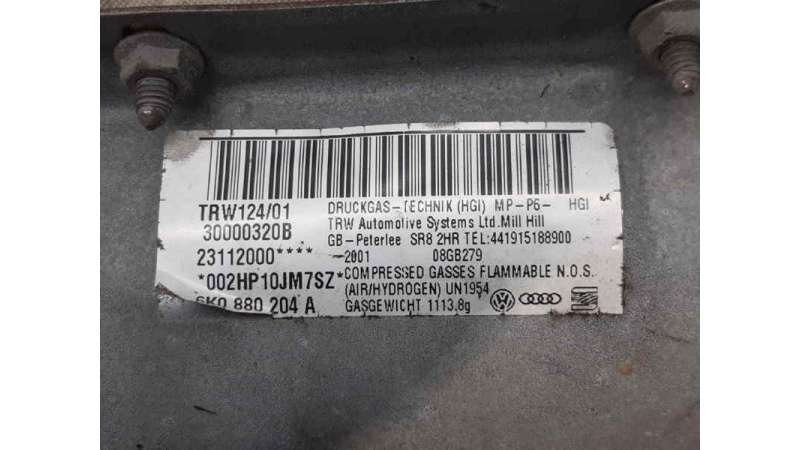 TRW124/01 DRUCKGAS-TECHNIK (HGI) MP-P6- HGI
30000320B TRW Automotive Systems Ltd. Mill Hill
GB-Peterlee SR8 2HR TEL:441915188900
23112000**** -2001 08GB279
*002HP10JM7SZ* COMPRESSED GASSES FLAMMABLE N.O.S.
(AIR/HYDROGEN) UN1954
6K0 880 204 A GASGEWICHT 1113,8g